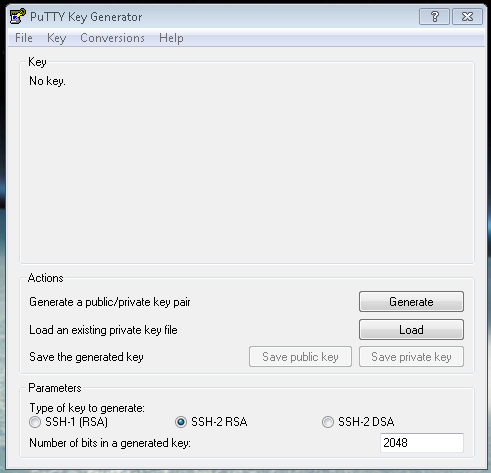 PuTTY Key Generator
?
File Key Conversions Help
Key
No key.
Actions
Generate a public/private key pair
Generate
Load an existing private key file
Load
Save the generated key
Save public key
Save private key
Parameters
Type of key to generate:
SSH-1 (RSA)
SSH-2 RSA
SSH-2 DSA
Number of bits in a generated key:
2048